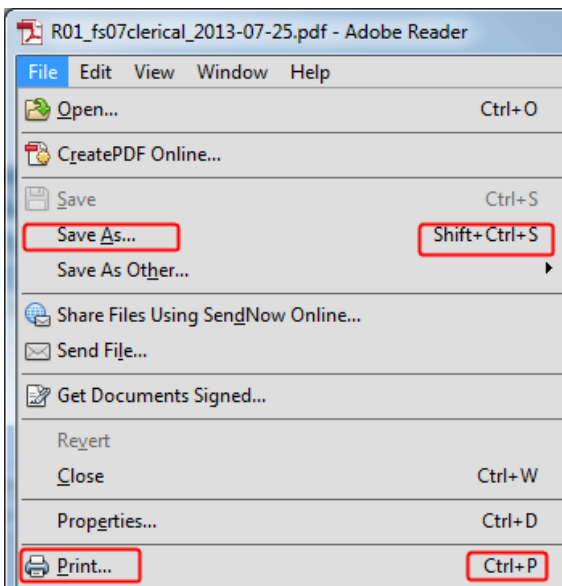 R01_fs07clerical_2013-07-25.pdf - Adobe Reader
File Edit View Window Help
Open... Ctrl+O
CreatePDF Online...
Save Ctrl+S
Save As... Shift+Ctrl+S
Save As Other...
Share Files Using SendNow Online...
Send File...
Get Documents Signed...
Revert
Close Ctrl+W
Properties... Ctrl+D
Print... Ctrl+P